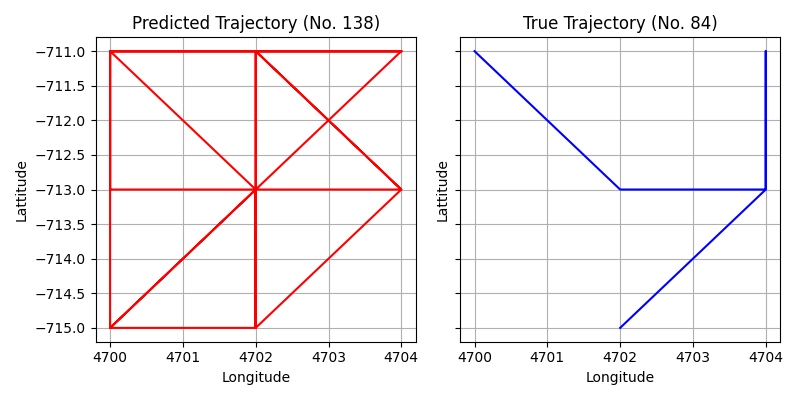 Predicted Trajectory (No. 138)
−711.0
−711.5
−712.0
−712.5
−713.0
−713.5
−714.0
−714.5
−715.0
Lattitude
4700 4701 4702 4703 4704
Longitude
True Trajectory (No. 84)
Lattitude
4700 4701 4702 4703 4704
Longitude